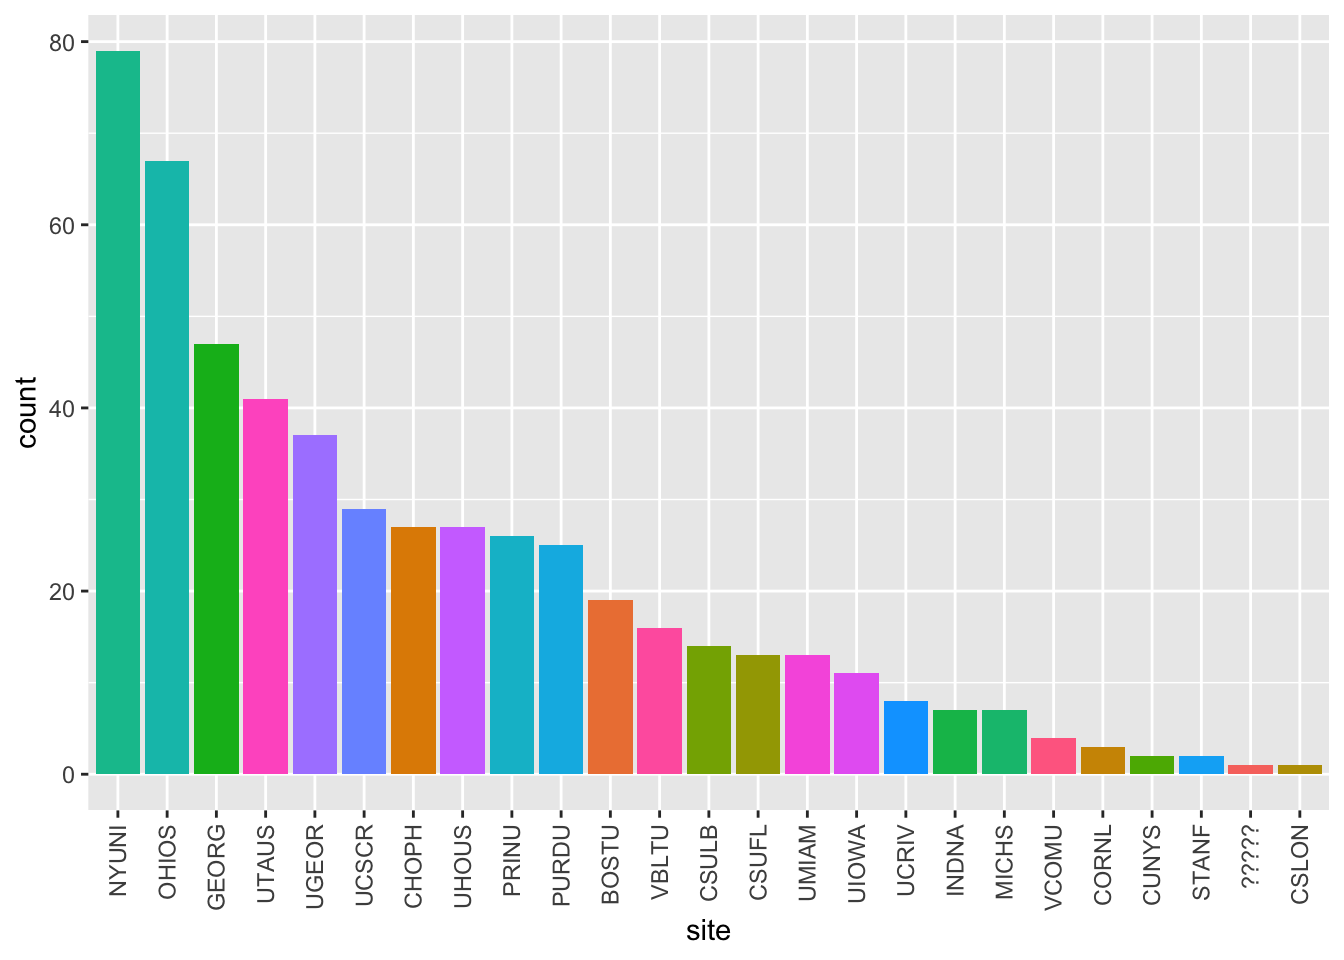 80
60
40
20
0
count
NYUNI
OHIOS
GEORG
UTAUS
UGEOR
UCSCR
CHOPH
UHOUS
PRINU
PURDU
BOSTU
VBLTU
CSULB
CSUFL
UMIAM
UIOWA
UCRIV
INDNA
MICHS
VCOMU
CORNL
CUNYS
STANF
?????
CSLON
site